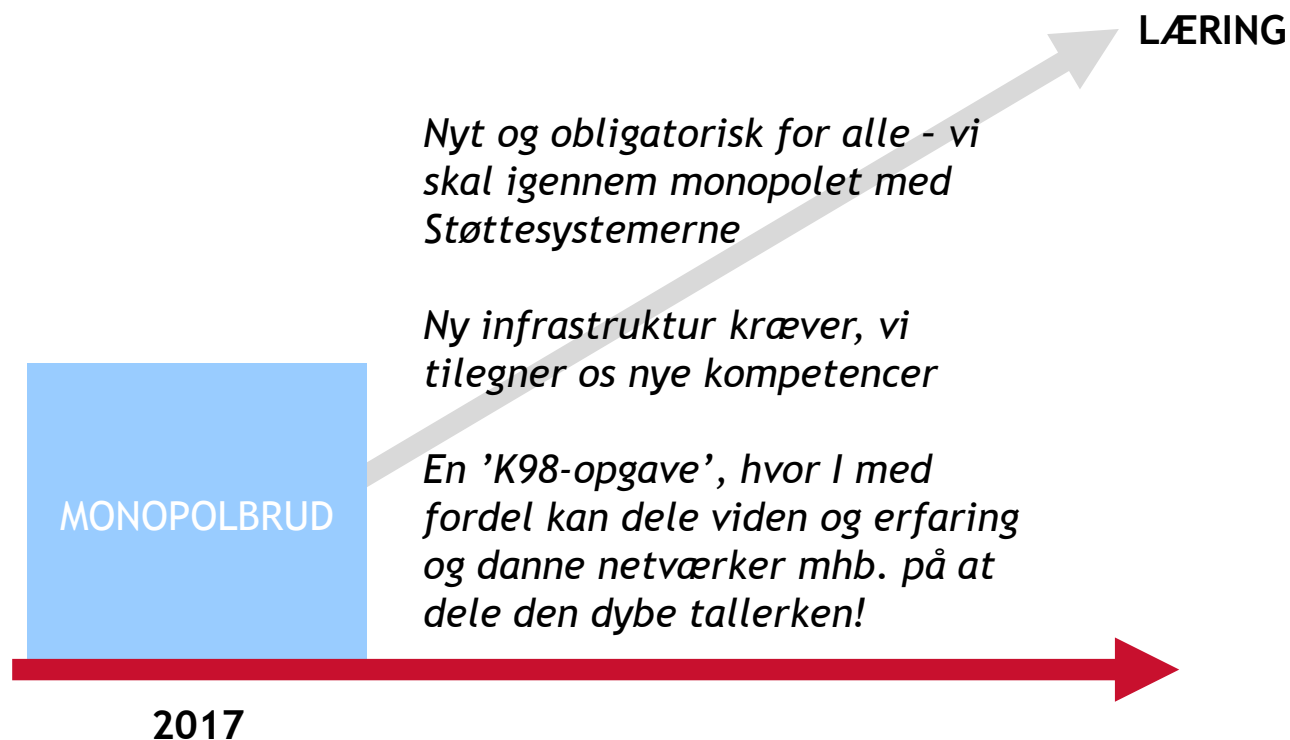 LÆRING
Nyt og obligatorisk for alle – vi
skal igennem monopolet med
Støttesystemerne
Ny infrastruktur kræver, vi
tilegner os nye kompetencer
En ’K98-opgave’, hvor I med
fordel kan dele viden og erfaring
og danne netværker mhb. på at
dele den dybe tallerken!
MONOPOLBRUD
2017